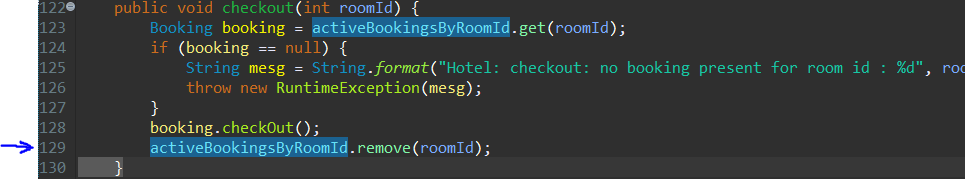 122 public void checkout(int roomId) {
123 Booking booking = activeBookingsByRoomId.get(roomId);
124 if (booking == null) {
125 String mesg = String.format("Hotel: checkout: no booking present for room id : %d", roo
126 throw new RuntimeException(mesg);
127 }
128 booking.checkOut();
129 activeBookingsByRoomId.remove(roomId);
130 }